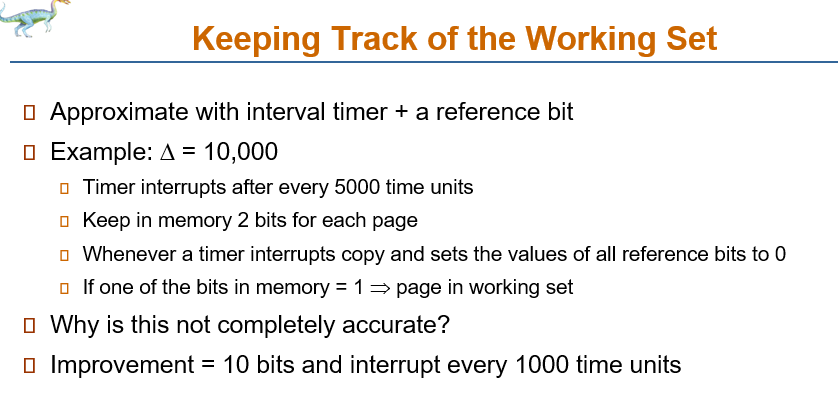 Keeping Track of the Working Set
Approximate with interval timer + a reference bit
Example: Δ = 10,000
Timer interrupts after every 5000 time units
Keep in memory 2 bits for each page
Whenever a timer interrupts copy and sets the values of all reference bits to 0
If one of the bits in memory = 1 ⇒ page in working set
Why is this not completely accurate?
Improvement = 10 bits and interrupt every 1000 time units